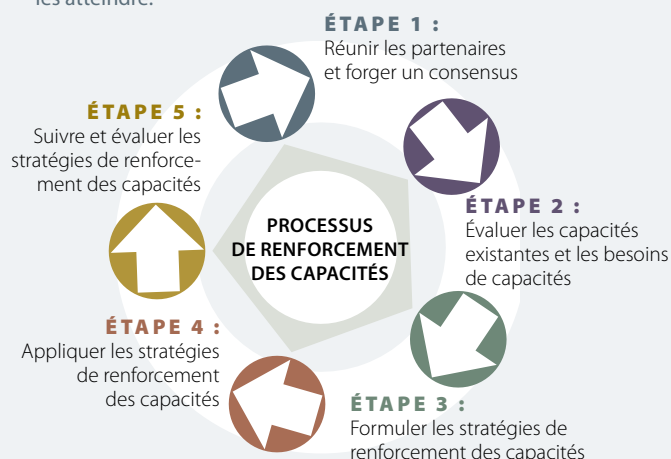 les atteindre.
ÉTAPE 1 :
Réunir les partenaires
et forger un consensus
ÉTAPE 2 :
Évaluer les capacités
existantes et les besoins
de capacités
ÉTAPE 3 :
Formuler les stratégies de
renforcement des capacités
ÉTAPE 4 :
Appliquer les stratégies
de renforcement
des capacités
ÉTAPE 5 :
Suivre et évaluer les
stratégies de renforce-
ment des capacités
PROCESSUS
DE RENFORCEMENT
DES CAPACITÉS